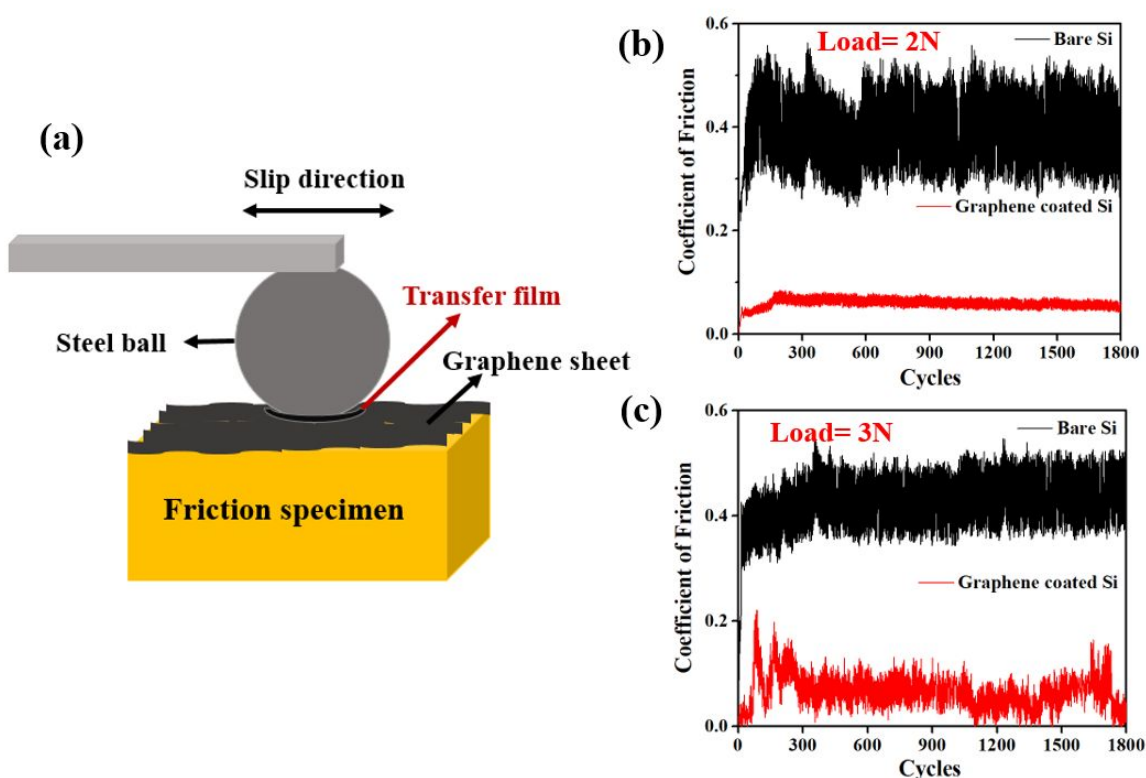 (a)
Slip direction
Transfer film
Steel ball
Graphene sheet
Friction specimen
(b)
Load= 2N
Bare Si
Graphene coated Si
Coefficient of Friction
0.6
0.4
0.2
0.0
0 300 600 900 1200 1500 1800
Cycles
(c)
Load= 3N
Bare Si
Graphene coated Si
Coefficient of Friction
0.6
0.4
0.2
0.0
0 300 600 900 1200 1500 1800
Cycles